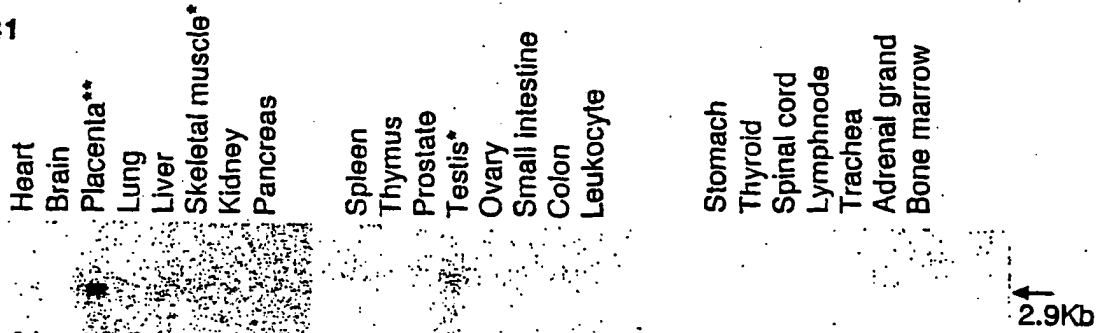 Heart
Brain
Placenta**
Lung
Liver
Skeletal muscle*
Kidney
Pancreas
Spleen
Thymus
Prostate
Testis*
Ovary
Small intestine
Colon
Leukocyte
Stomach
Thyroid
Spinal cord
Lymphnode
Trachea
Adrenal grand
Bone marrow
2.9Kb